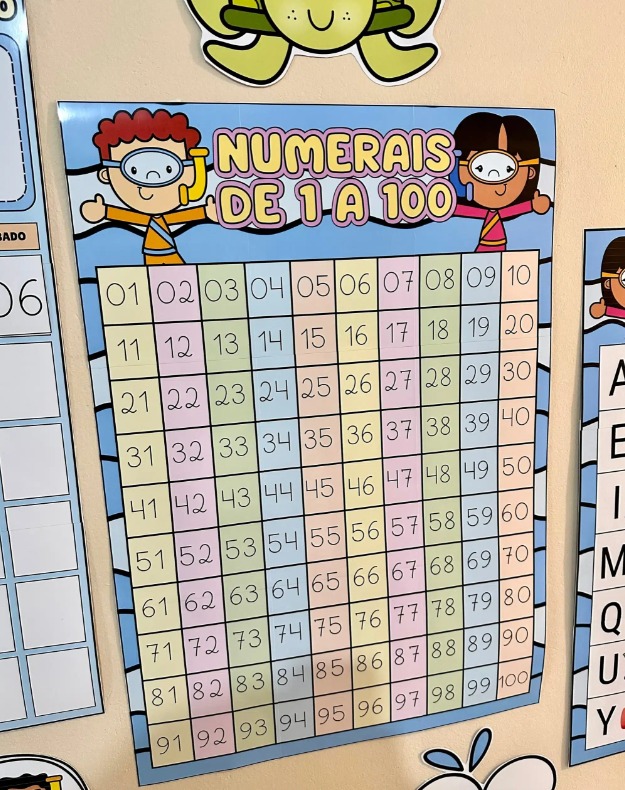 NUMERAIS
DE 1 A 100
01 02 03 04 05 06 07 08 09 10
11 12 13 14 15 16 17 18 19 20
21 22 23 24 25 26 27 28 29 30
31 32 33 34 35 36 37 38 39 40
41 42 43 44 45 46 47 48 49 50
51 52 53 54 55 56 57 58 59 60
61 62 63 64 65 66 67 68 69 70
71 72 73 74 75 76 77 78 79 80
81 82 83 84 85 86 87 88 89 90
91 92 93 94 95 96 97 98 99 100
06
A
E
I
M
Q
U
Y